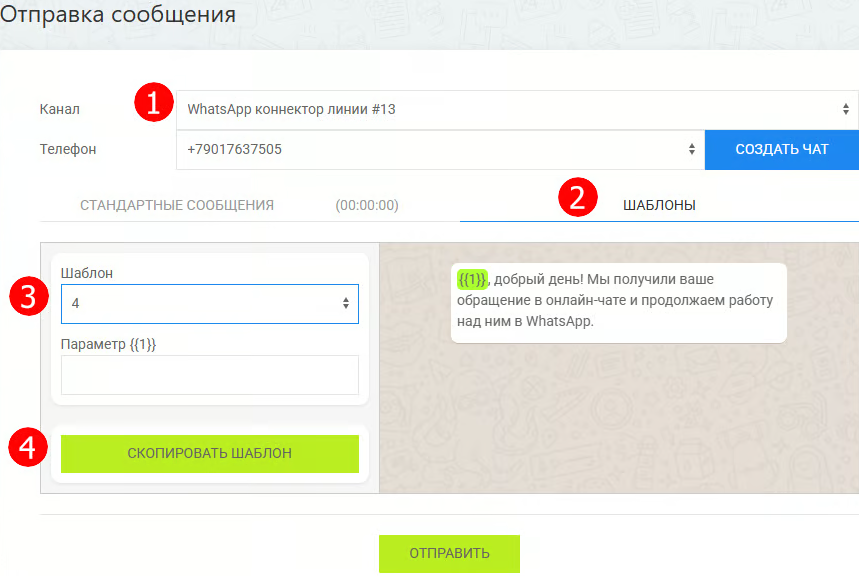 Отправка сообщения
Канал
1
WhatsApp коннектор линии #13
Телефон
+79017637505
СОЗДАТЬ ЧАТ
СТАНДАРТНЫЕ СООБЩЕНИЯ (00:00:00)
2
ШАБЛОНЫ
3
Шаблон
4
Параметр {{1}}
4
СКОПИРОВАТЬ ШАБЛОН
{{1}}, добрый день! Мы получили ваше
обращение в онлайн-чате и продолжаем работу
над ним в WhatsApp.
ОТПРАВИТЬ